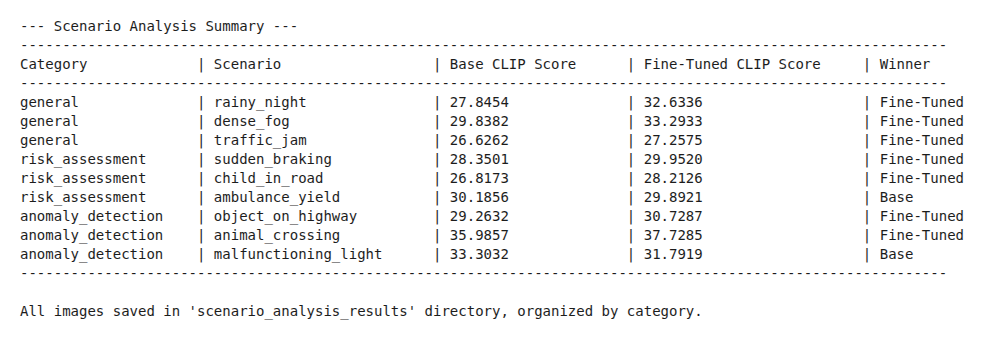 --- Scenario Analysis Summary ---
--------------------------------------------------------------------------------------------------------------
Category             | Scenario                  | Base CLIP Score      | Fine-Tuned CLIP Score     | Winner
--------------------------------------------------------------------------------------------------------------
general              | rainy_night               | 27.8454              | 32.6336                   | Fine-Tuned
general              | dense_fog                 | 29.8382              | 33.2933                   | Fine-Tuned
general              | traffic_jam               | 26.6262              | 27.2575                   | Fine-Tuned
risk_assessment      | sudden_braking            | 28.3501              | 29.9520                   | Fine-Tuned
risk_assessment      | child_in_road             | 26.8173              | 28.2126                   | Fine-Tuned
risk_assessment      | ambulance_yield           | 30.1856              | 29.8921                   | Base
anomaly_detection    | object_on_highway         | 29.2632              | 30.7287                   | Fine-Tuned
anomaly_detection    | animal_crossing           | 35.9857              | 37.7285                   | Fine-Tuned
anomaly_detection    | malfunctioning_light      | 33.3032              | 31.7919                   | Base
--------------------------------------------------------------------------------------------------------------
All images saved in 'scenario_analysis_results' directory, organized by category.